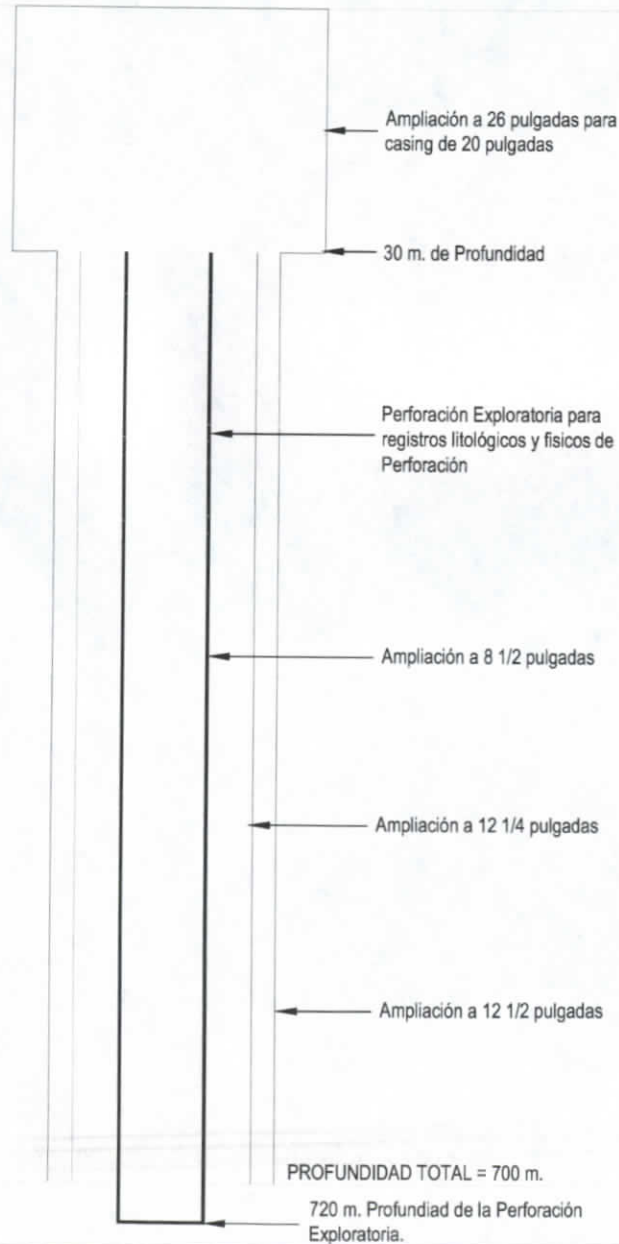 Ampliación a 26 pulgadas para
casing de 20 pulgadas
30 m. de Profundidad
Perforación Exploratoria para
registros litológicos y fisicos de
Perforación
Ampliación a 8 1/2 pulgadas
Ampliación a 12 1/4 pulgadas
Ampliación a 12 1/2 pulgadas
PROFUNDIDAD TOTAL = 700 m.
720 m. Profundiad de la Perforación
Exploratoria.